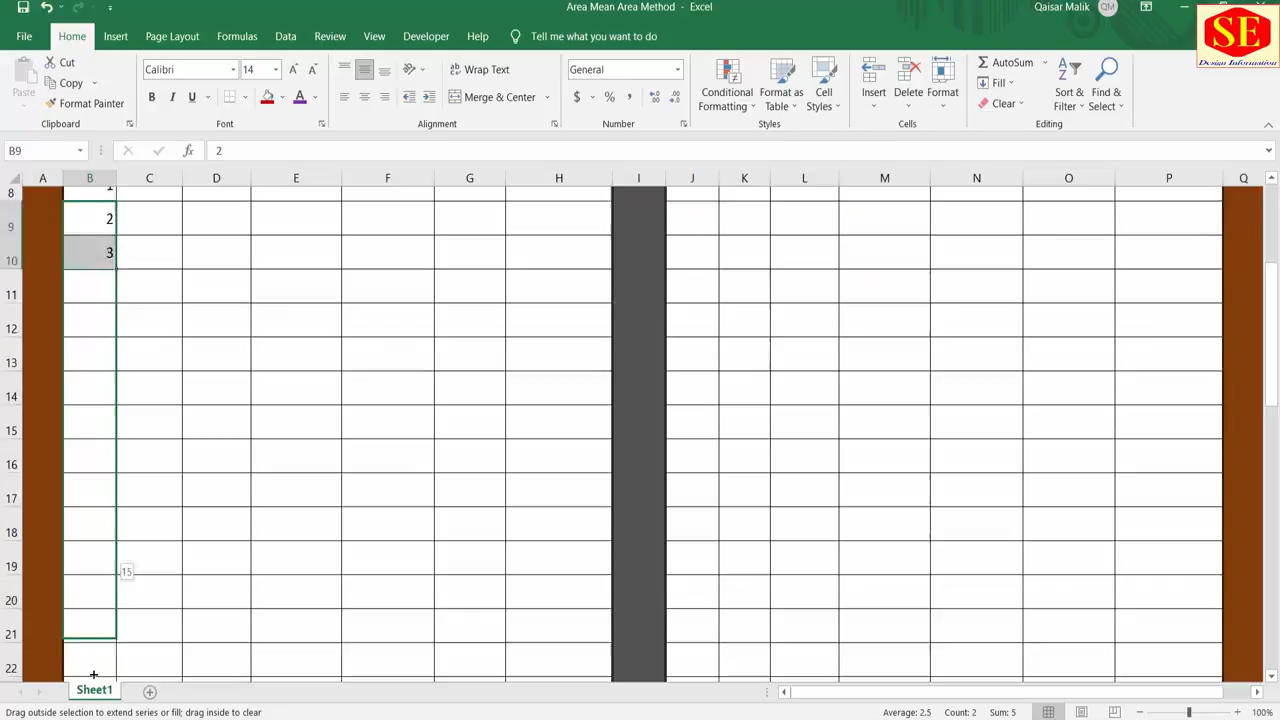 Area Mean Area Method - Excel
Qaisar Malik QM
SE
Design Information
File Home Insert Page Layout Formulas Data Review View Developer Help Tell me what you want to do
Cut
Copy
Format Painter
Paste
Clipboard
Calibri 14
B I U
Font
Wrap Text
Merge & Center
Alignment
General
$ % ,
Number
Conditional Formatting
Format as Table
Cell Styles
Styles
Insert Delete Format
Cells
AutoSum
Fill
Clear
Sort & Filter
Find & Select
Editing
B9 fx 2
A B C D E F G H I J K L M N O P Q
8
9 2
10 3
11
12
13
14
15
16
17
18
19
15
20
21
22
Sheet1
Drag outside selection to extend series or fill; drag inside to clear
Average: 2.5 Count: 2 Sum: 5
100%